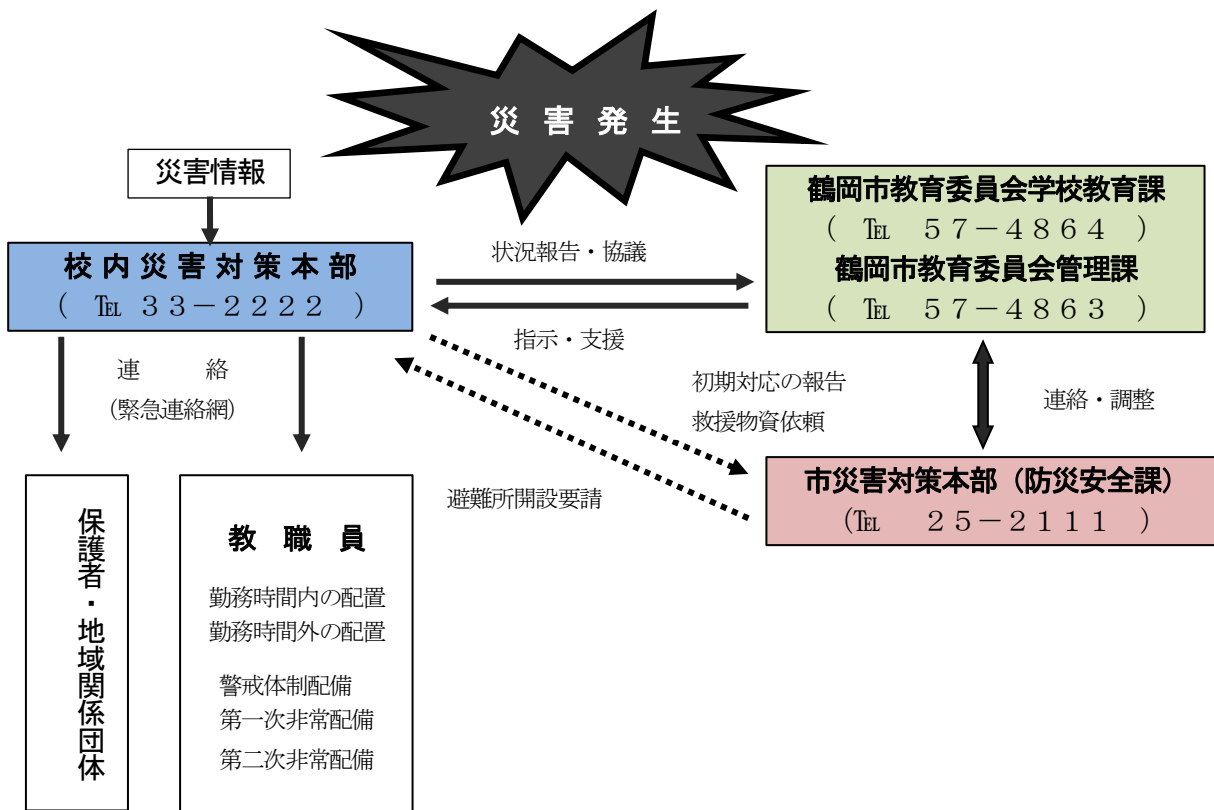 災害発生
災害情報
鶴岡市教育委員会学校教育課
(　℡　５７－４８６４　)
鶴岡市教育委員会管理課
(　℡　５７－４８６３　)
校内災害対策本部
(　℡　３３－２２２２　)
状況報告・協議
指示・支援
連　　絡
(緊急連絡網)
初期対応の報告
救援物資依頼
連絡・調整
避難所開設要請
市災害対策本部（防災安全課）
(℡　２５－２１１１　)
保護者・地域関係団体
教　職　員
勤務時間内の配置
勤務時間外の配置
警戒体制配備
第一次非常配備
第二次非常配備